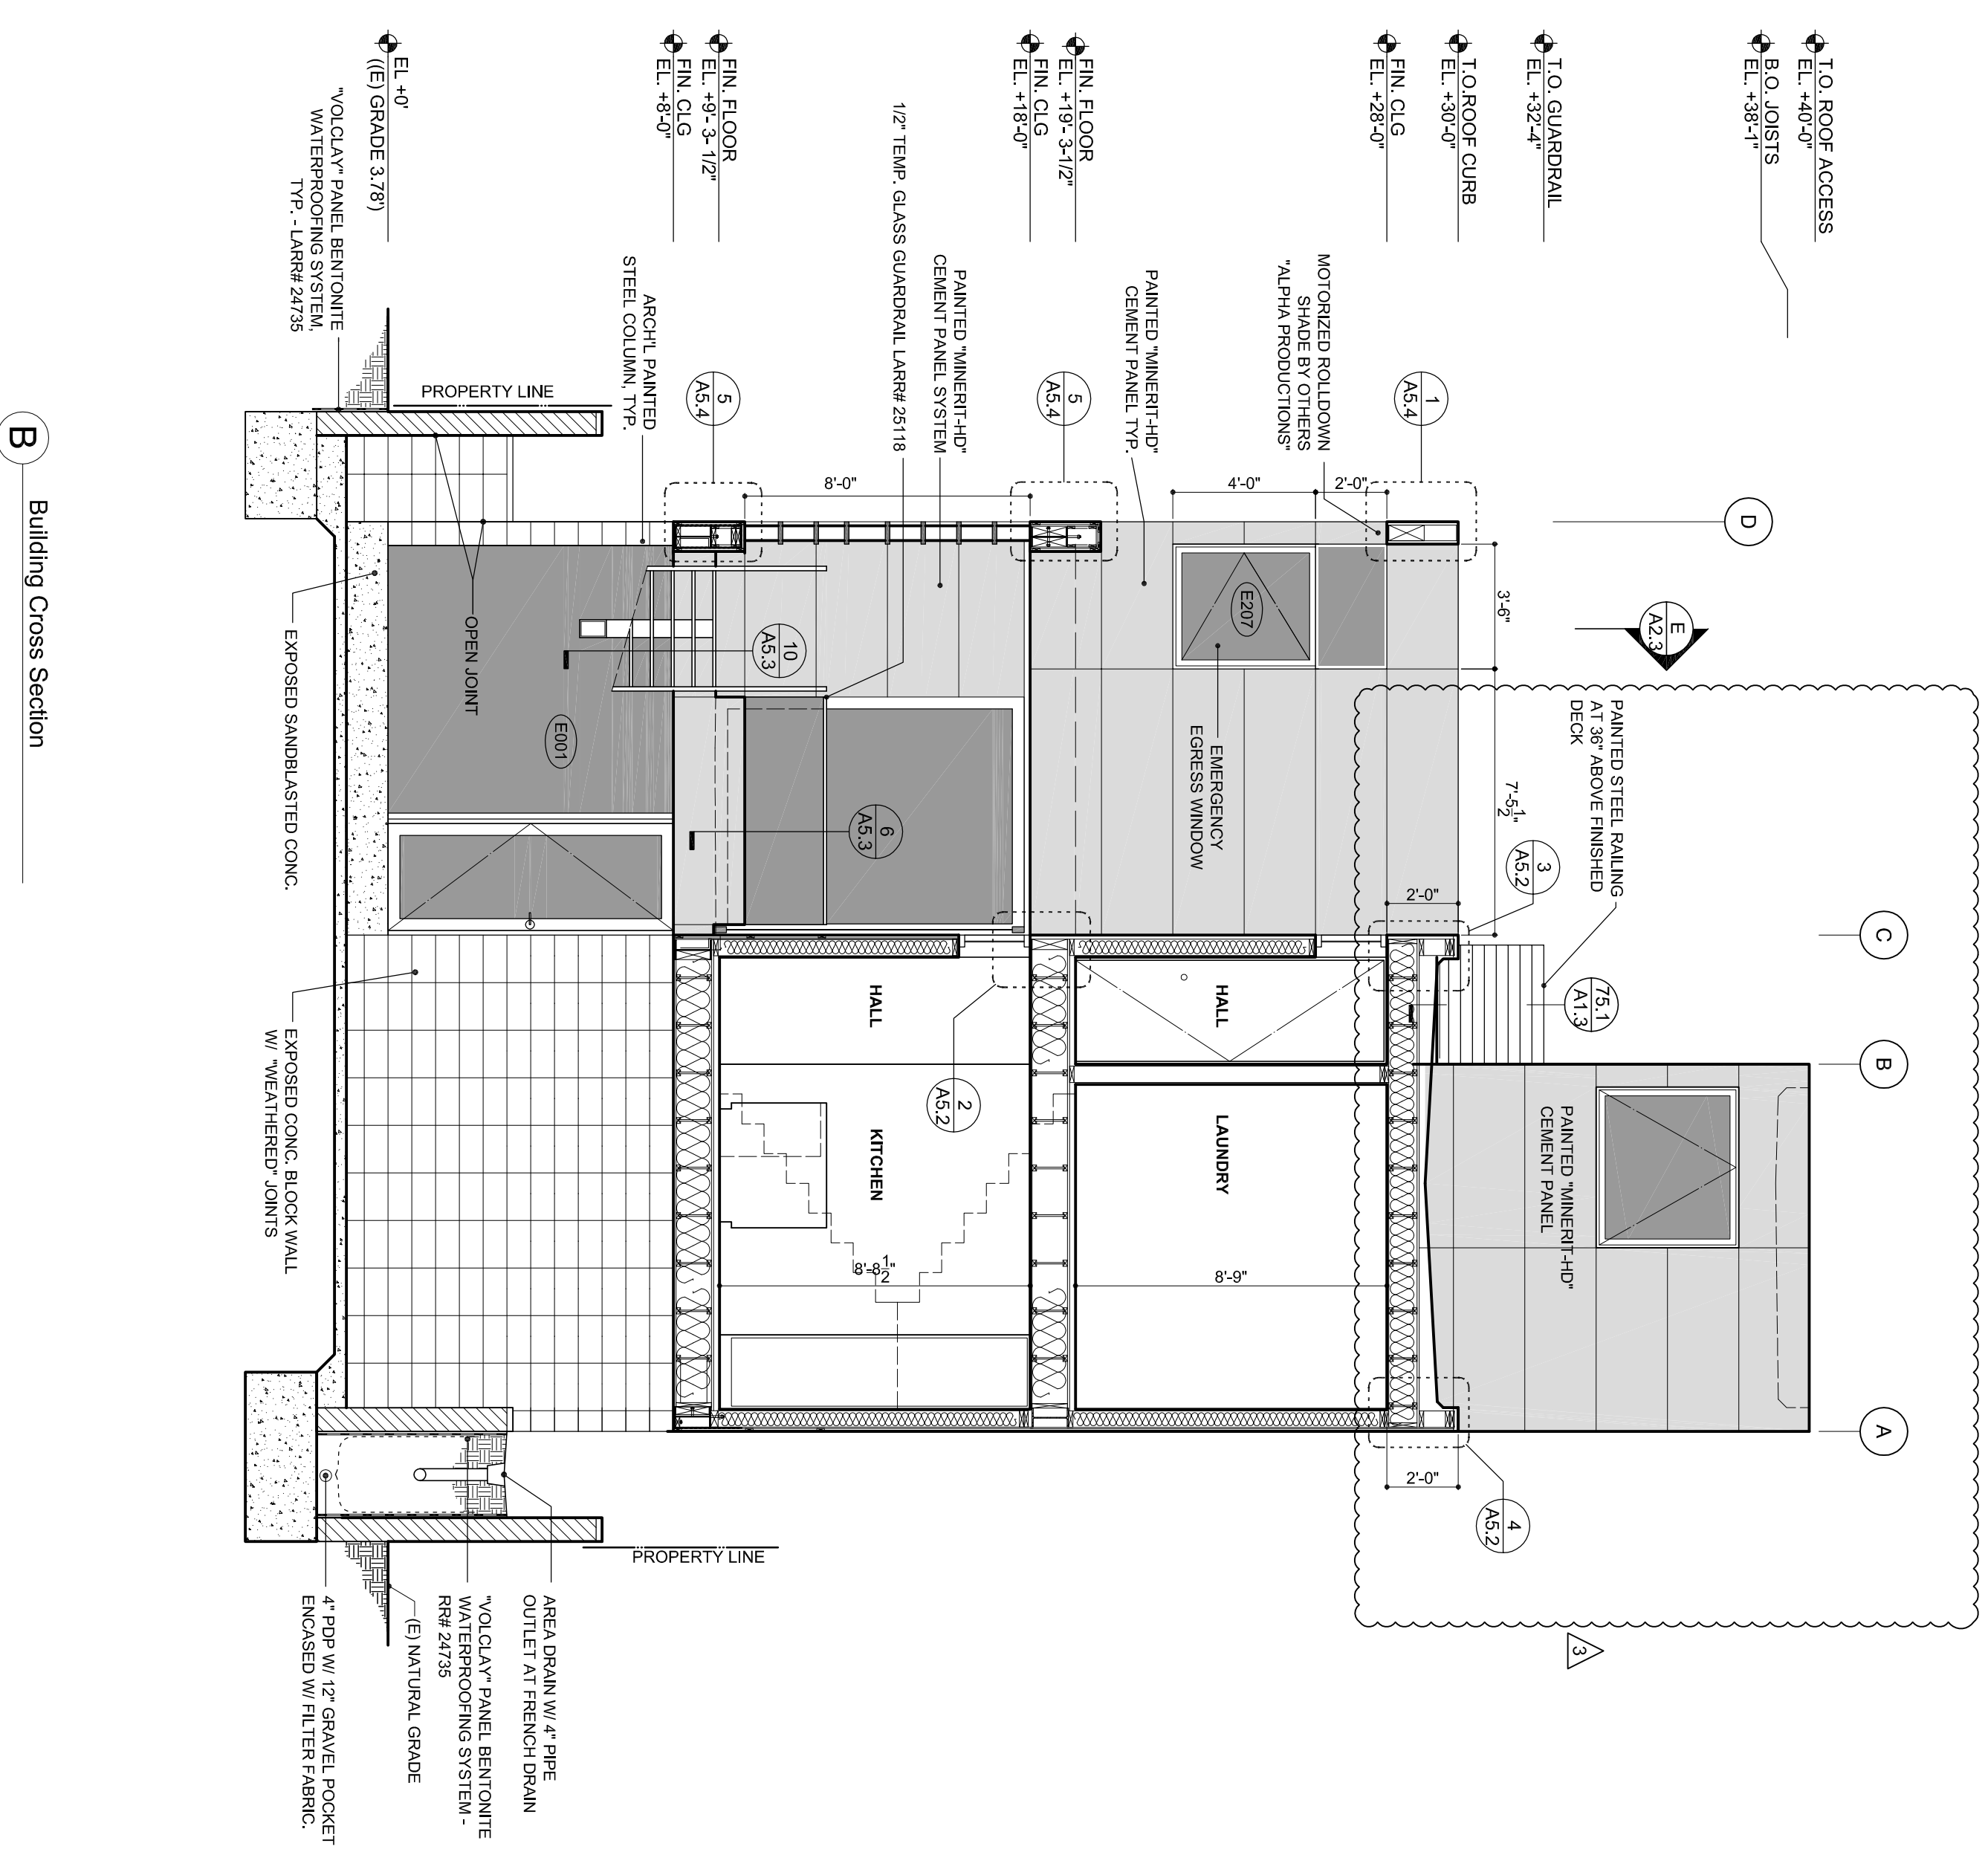 T.O. ROOF ACCESS
EL. +40'-0"
B.O. JOISTS
EL. +38'-1"
T.O. GUARDRAIL
EL. +32'-4"
T.O.ROOF CURB
EL. +30'-0"
FIN. CLG
EL. +28'-0"
FIN. FLOOR
EL. +19'- 3-1/2"
FIN. CLG
EL. +18'-0"
FIN. FLOOR
EL. +9'- 3- 1/2"
FIN. CLG
EL. +8'-0"
EL +0'
((E) GRADE 3.78')
D
C
B
A
E
A2.3
PAINTED STEEL RAILING
AT 36" ABOVE FINISHED
DECK
75.1
A1.3
3
A5.2
PAINTED "MINERIT-HD"
CEMENT PANEL
4
A5.2
3
1
A5.4
MOTORIZED ROLLDOWN
SHADE BY OTHERS
"ALPHA PRODUCTIONS"
PAINTED "MINERIT-HD"
CEMENT PANEL TYP.
3'-6"
7'-5 1/2"
2'-0"
4'-0"
2'-0"
2'-0"
E207
EMERGENCY
EGRESS WINDOW
HALL
LAUNDRY
8'-9"
5
A5.4
PAINTED "MINERIT-HD"
CEMENT PANEL SYSTEM
1/2" TEMP. GLASS GUARDRAIL LARR# 25118
8'-0"
10
A5.3
6
A5.3
2
A5.2
HALL
KITCHEN
8'-8 1/2"
5
A5.4
ARCH'L PAINTED
STEEL COLUMN, TYP.
OPEN JOINT
E001
PROPERTY LINE
PROPERTY LINE
"VOLCLAY" PANEL BENTONITE
WATERPROOFING SYSTEM,
TYP. - LARR# 24735
EXPOSED SANDBLASTED CONC.
EXPOSED CONC. BLOCK WALL
W/ "WEATHERED" JOINTS
AREA DRAIN W/ 4" PIPE
OUTLET AT FRENCH DRAIN
"VOLCLAY" PANEL BENTONITE
WATERPROOFING SYSTEM -
RR# 24735
(E) NATURAL GRADE
4" PDP W/ 12" GRAVEL POCKET
ENCASED W/ FILTER FABRIC.
B
Building Cross Section